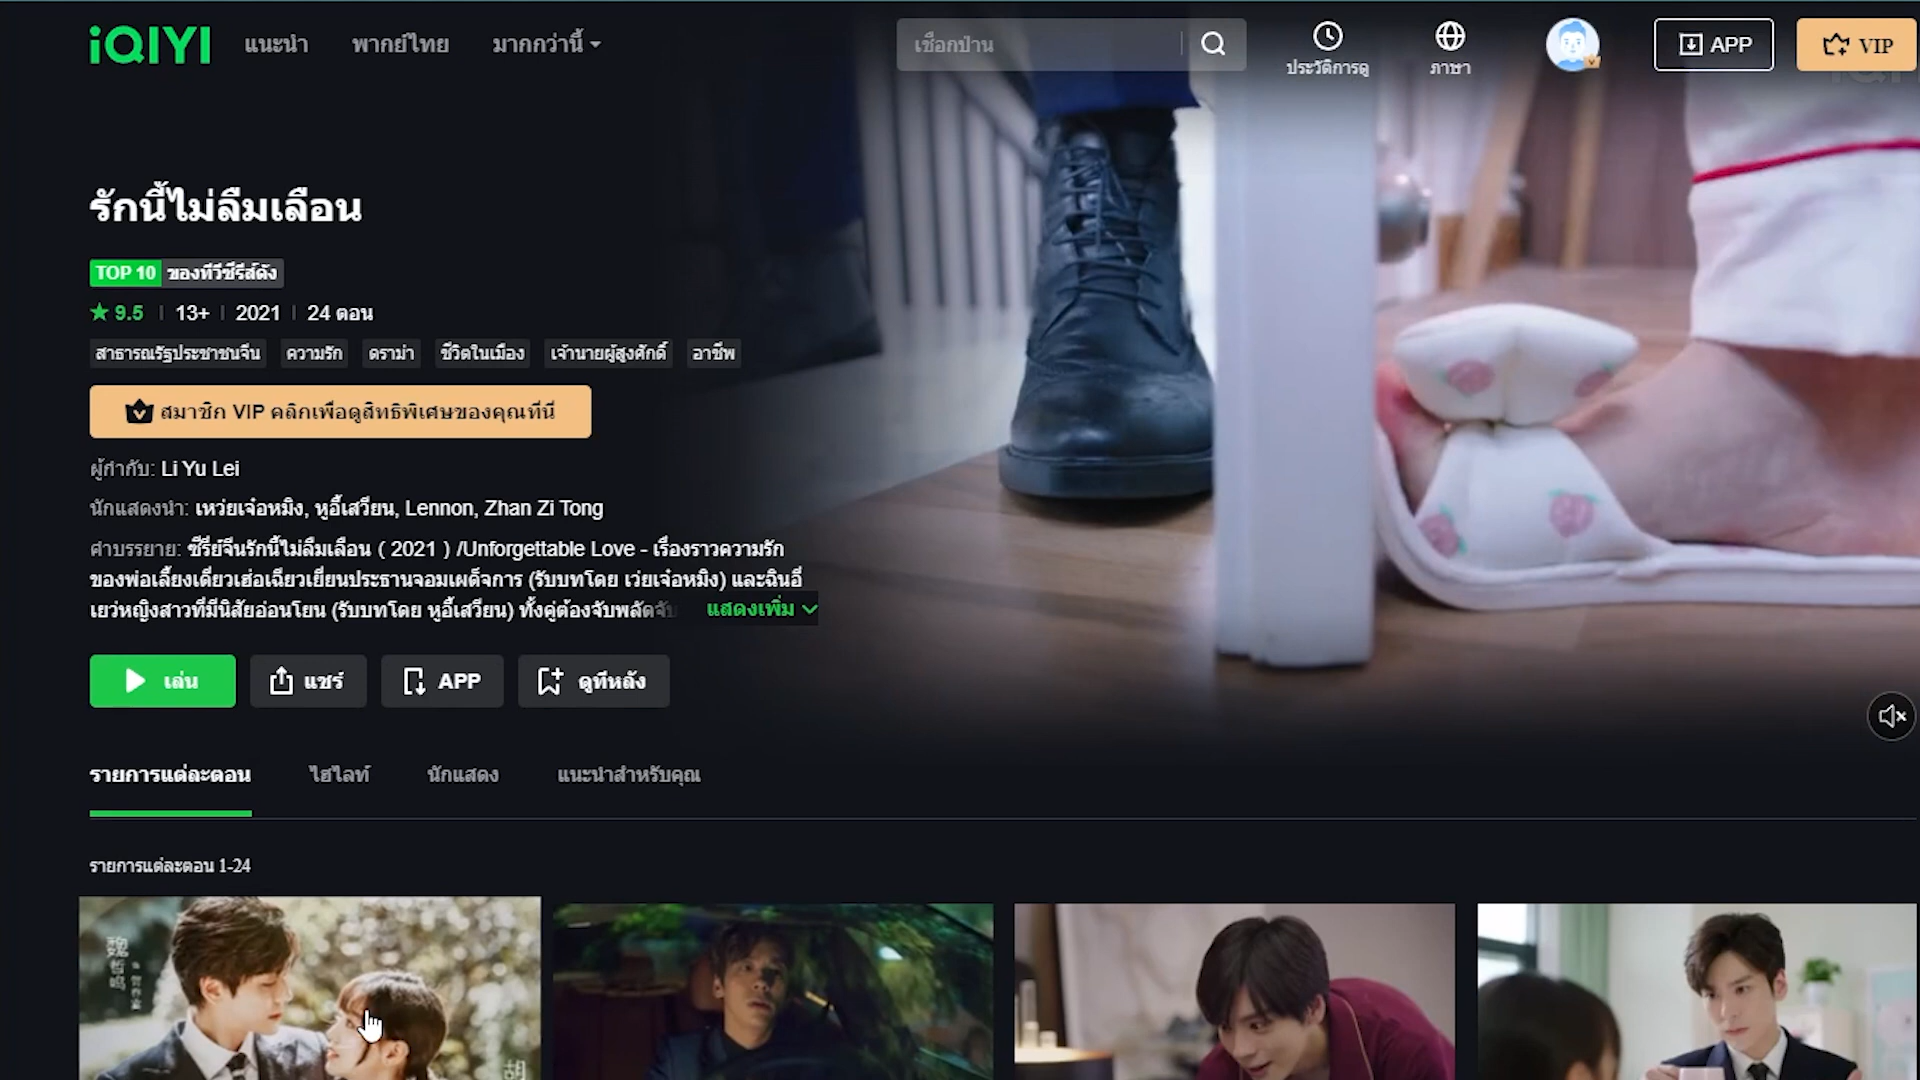 iQIYI แนะนำ พากย์ไทย มากกว่านี้ เชือกป่าน ประวัติการดู ภาษา APP VIP
รักนี้ไม่ลืมเลือน
TOP 10 ของทีวีซีรีส์ดัง
9.5 13+ 2021 24 ตอน
สาธารณรัฐประชาชนจีน ความรัก ดราม่า ชีวิตในเมือง เจ้านายผู้สูงศักดิ์ อาชีพ
สมาชิก VIP คลิกเพื่อดูสิทธิพิเศษของคุณที่นี่
ผู้กำกับ: Li Yu Lei
นักแสดงนำ: เหว่ยเจ๋อหมิง, หูอี้เสวียน, Lennon, Zhan Zi Tong
คำบรรยาย: ซีรี่ย์จีนรักนี้ไม่ลืมเลือน ( 2021 ) /Unforgettable Love - เรื่องราวความรัก
ของพ่อเลี้ยงเดี่ยวเฮ่อเฉียวเยี่ยนประธานจอมเผด็จการ (รับบทโดย เว่ยเจ๋อหมิง) และฉินอี่
เยว่หญิงสาวที่มีนิสัยอ่อนโยน (รับบทโดย หูอี้เสวียน) ทั้งคู่ต้องจับพลัดจับ แสดงเพิ่ม
เล่น แชร์ APP ดูทีหลัง
รายการแต่ละตอน ไฮไลท์ นักแสดง แนะนำสำหรับคุณ
รายการแต่ละตอน 1-24
魏哲鸣
胡